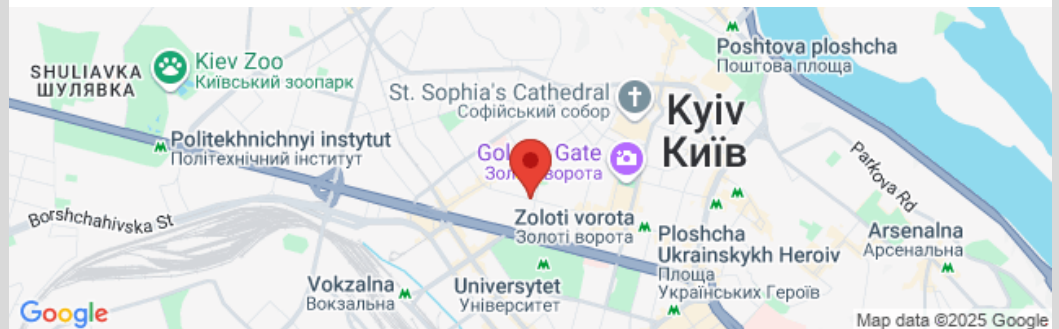 SHULIAVKA
ШУЛЯВКА
Kiev Zoo
Київський зоопарк
Politekhnichnyi instytut
Політехнічний інститут
Borshchahivska St
St. Sophia's Cathedral
Софійський собор
Kyiv
Київ
Poshtova ploshcha
Поштова площа
Gate
ворота
Zoloti vorota
Золоті ворота
Ploshcha
Ukrainskykh Heroiv
Площа
Українських Героїв
Parkova Rd
Arsenalna
Арсенальна
Vokzalna
Вокзальна
Universytet
Університет
Google
Map data ©2025 Google